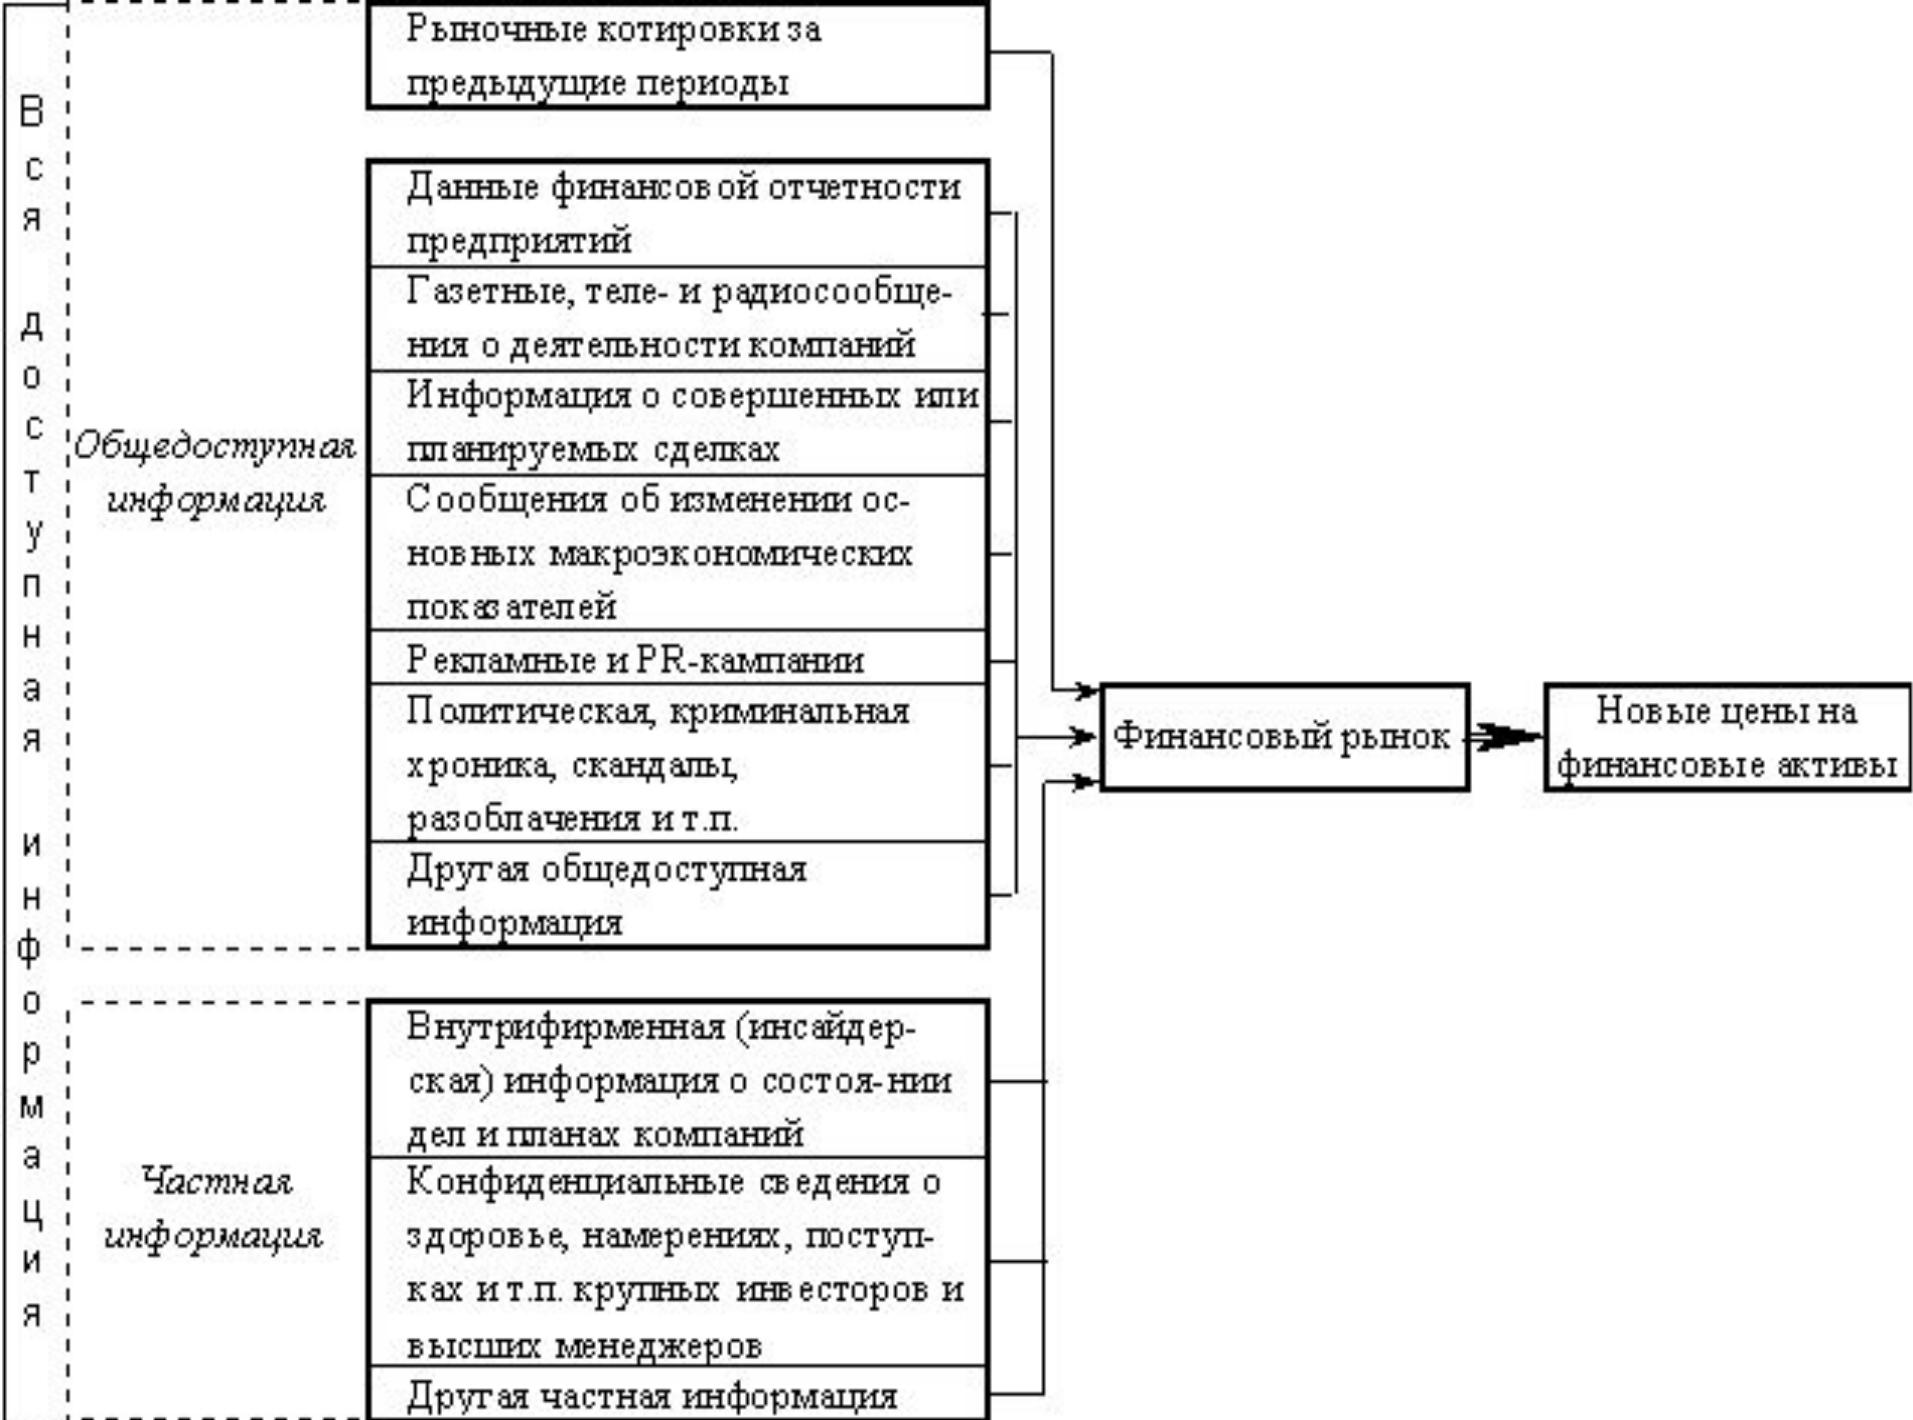 Вся доступная информация
Общедоступная
информация
Рыночные котировки за
предыдущие периоды
Данные финансовой отчетности
предприятий
Газетные, теле- и радиосообще-
ния о деятельности компаний
Информация о совершенных или
планируемых сделках
Сообщения об изменении ос-
новных макроэкономических
показателей
Рекламные и PR-кампании
Политическая, криминальная
хроника, скандалы,
разоблачения и т.п.
Другая общедоступная
информация
Частная
информация
Внутрифирменная (инсайдер-
ская) информация о состоя-нии
дел и планах компаний
Конфиденциальные сведения о
здоровье, намерениях, поступ-
ках и т.п. крупных инвесторов и
высших менеджеров
Другая частная информация
Финансовый рынок
Новые цены на
финансовые активы